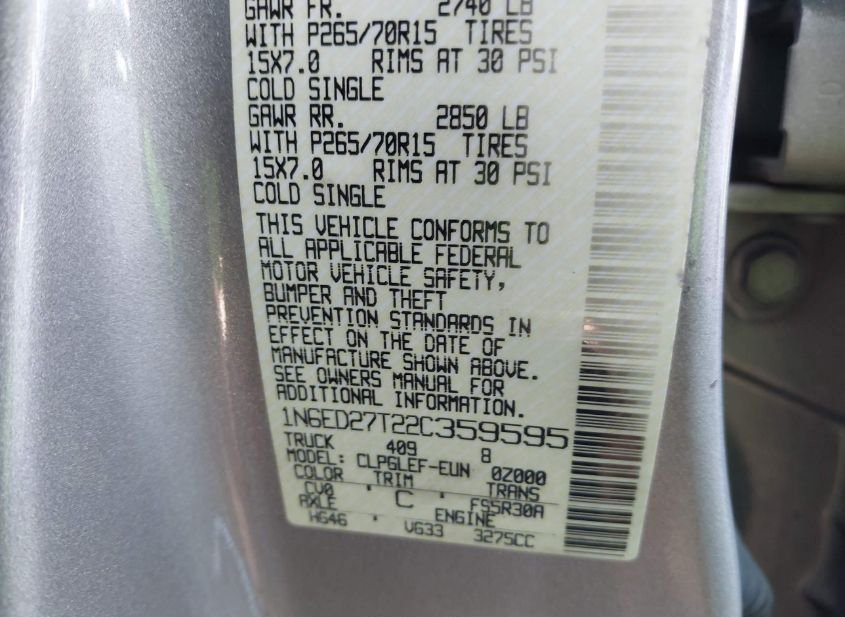 GAWR FR. 2740 LB
WITH P265/70R15 TIRES
15X7.0 RIMS AT 30 PSI
COLD SINGLE
GAWR RR. 2850 LB
WITH P265/70R15 TIRES
15X7.0 RIMS AT 30 PSI
COLD SINGLE
THIS VEHICLE CONFORMS TO
ALL APPLICABLE FEDERAL
MOTOR VEHICLE SAFETY,
BUMPER AND THEFT
PREVENTION STANDARDS IN
EFFECT ON THE DATE OF
MANUFACTURE SHOWN ABOVE.
SEE OWNERS MANUAL FOR
ADDITIONAL INFORMATION.
1N6ED27T22C359595
TRUCK 409 8
MODEL: CLPGLEF-EUN 0Z000
COLOR TRIM TRANS
CV0 ' C ' FS5R30A
AXLE ENGINE
HG46 ' VG33 3275CC